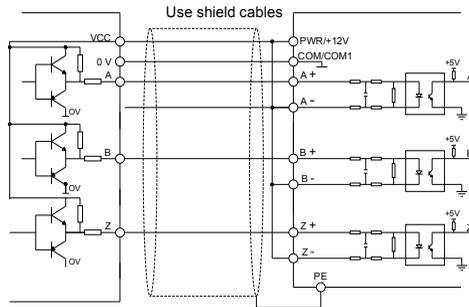 Use shield cables
VCC
PWR/+12V
0 V
COM/COM1
+5V
A
A +
A
0V
A -
+5V
B
B +
B
0V
B -
+5V
Z
Z +
Z
0V
Z -
PE